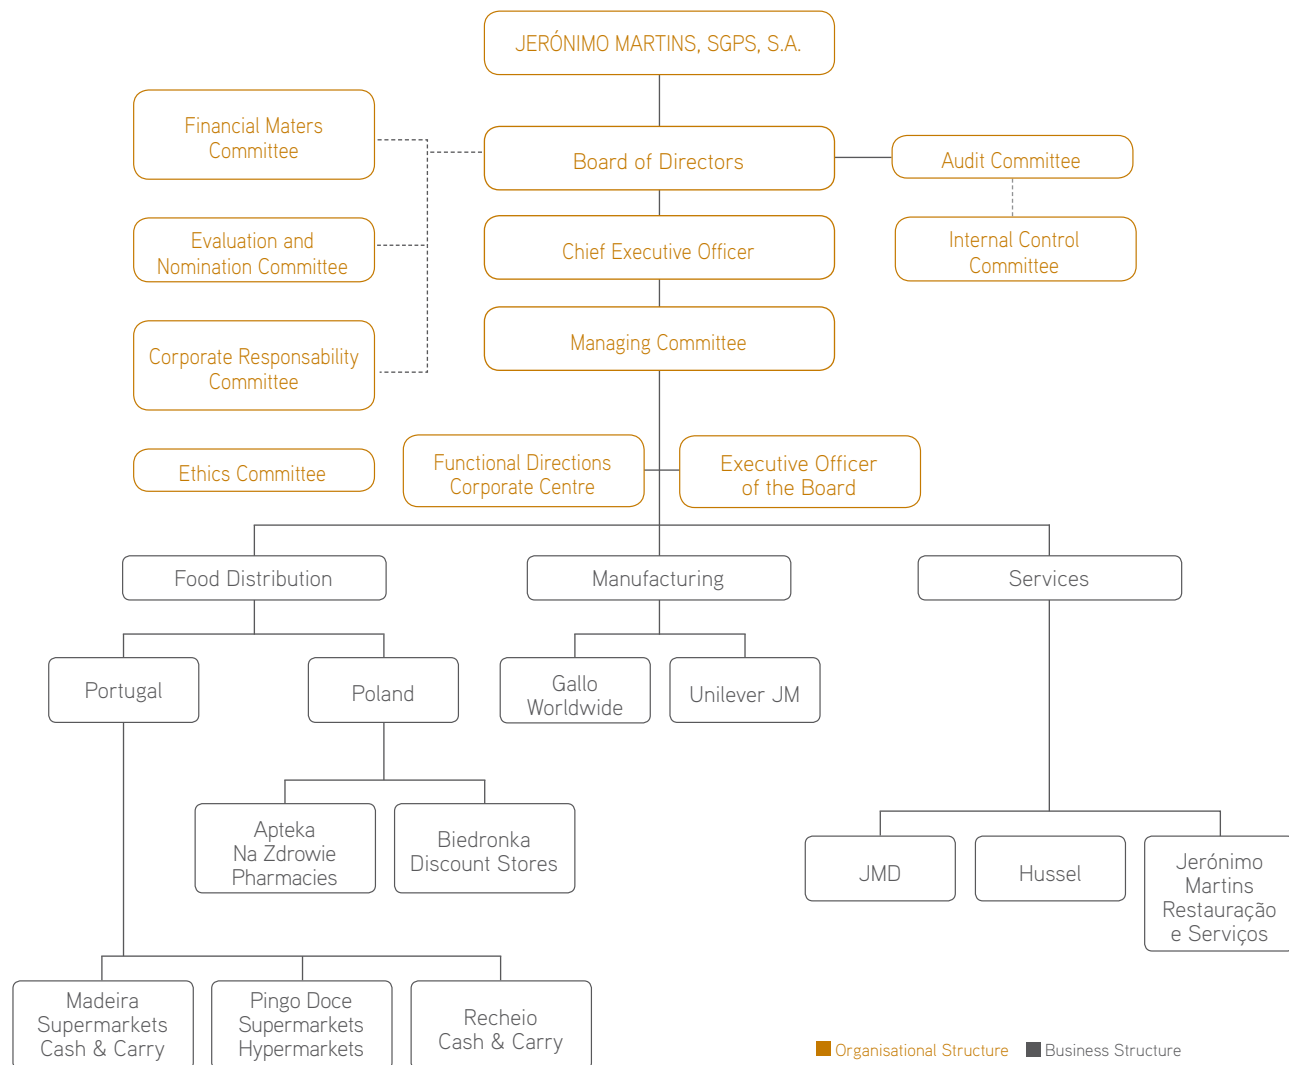 JERÓNIMO MARTINS, SGPS, S.A.
Financial Maters
Committee
Board of Directors
Audit Committee
Evaluation and
Nomination Committee
Chief Executive Officer
Internal Control
Committee
Corporate Responsability
Committee
Managing Committee
Ethics Committee
Functional Directions
Corporate Centre
Executive Officer
of the Board
Food Distribution
Manufacturing
Services
Portugal
Poland
Gallo
Worldwide
Unilever JM
Apteka
Na Zdrowie
Pharmacies
Biedronka
Discount Stores
JMD
Hussel
Jerónimo
Martins
Restauração
e Serviços
Madeira
Supermarkets
Cash & Carry
Pingo Doce
Supermarkets
Hypermarkets
Recheio
Cash & Carry
Organisational Structure
Business Structure